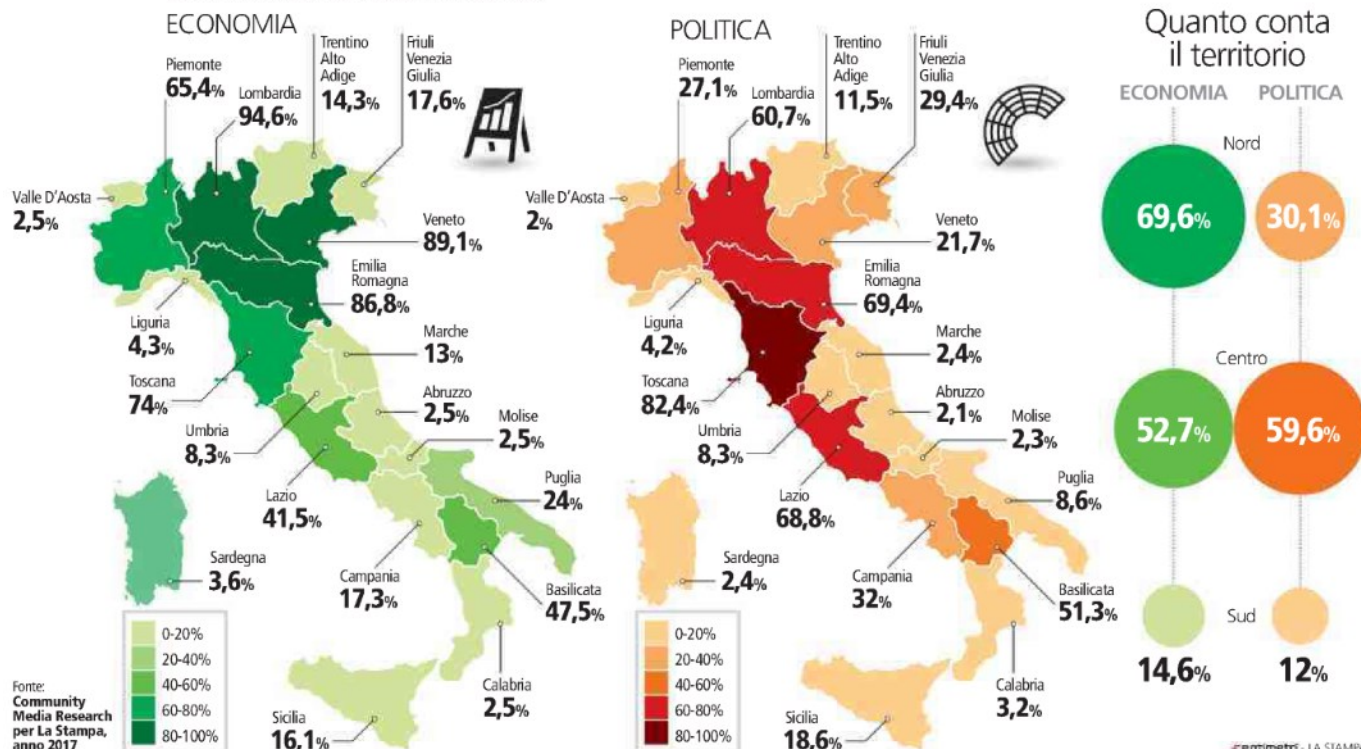 ECONOMIA
Piemonte
65,4%
Lombardia
94,6%
Trentino
Alto
Adige
14,3%
Friuli
Venezia
Giulia
17,6%
Valle D'Aosta
2,5%
Veneto
89,1%
Emilia
Romagna
86,8%
Liguria
4,3%
Marche
13%
Toscana
74%
Abruzzo
2,5%
Umbria
8,3%
Molise
2,5%
Lazio
41,5%
Puglia
24%
Sardegna
3,6%
Campania
17,3%
Basilicata
47,5%
Calabria
2,5%
Sicilia
16,1%
0-20%
20-40%
40-60%
60-80%
80-100%
Fonte:
Community
Media Research
per La Stampa,
anno 2017
POLITICA
Piemonte
27,1%
Lombardia
60,7%
Trentino
Alto
Adige
11,5%
Friuli
Venezia
Giulia
29,4%
Valle D'Aosta
2%
Veneto
21,7%
Emilia
Romagna
69,4%
Liguria
4,2%
Marche
2,4%
Toscana
82,4%
Abruzzo
2,1%
Umbria
8,3%
Molise
2,3%
Lazio
68,8%
Puglia
8,6%
Sardegna
2,4%
Campania
32%
Basilicata
51,3%
Calabria
3,2%
Sicilia
18,6%
0-20%
20-40%
40-60%
60-80%
80-100%
Quanto conta
il territorio
ECONOMIA POLITICA
Nord
69,6% 30,1%
Centro
52,7% 59,6%
Sud
14,6% 12%
centimetri - LA STAMPA